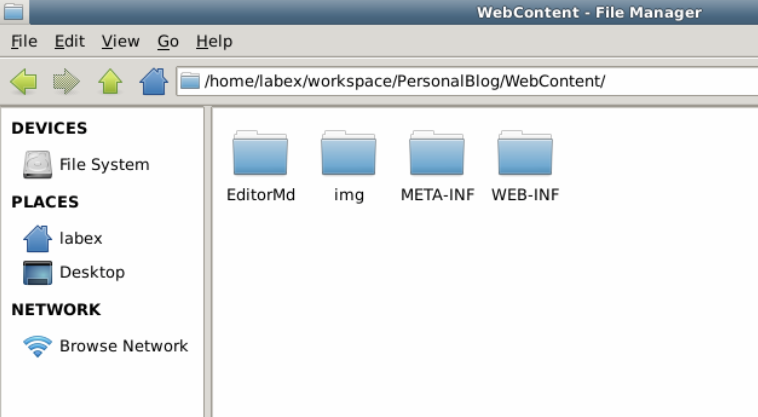 WebContent - File Manager
File Edit View Go Help
/home/labex/workspace/PersonalBlog/WebContent/
DEVICES
File System
PLACES
labex
Desktop
NETWORK
Browse Network
EditorMd img META-INF WEB-INF